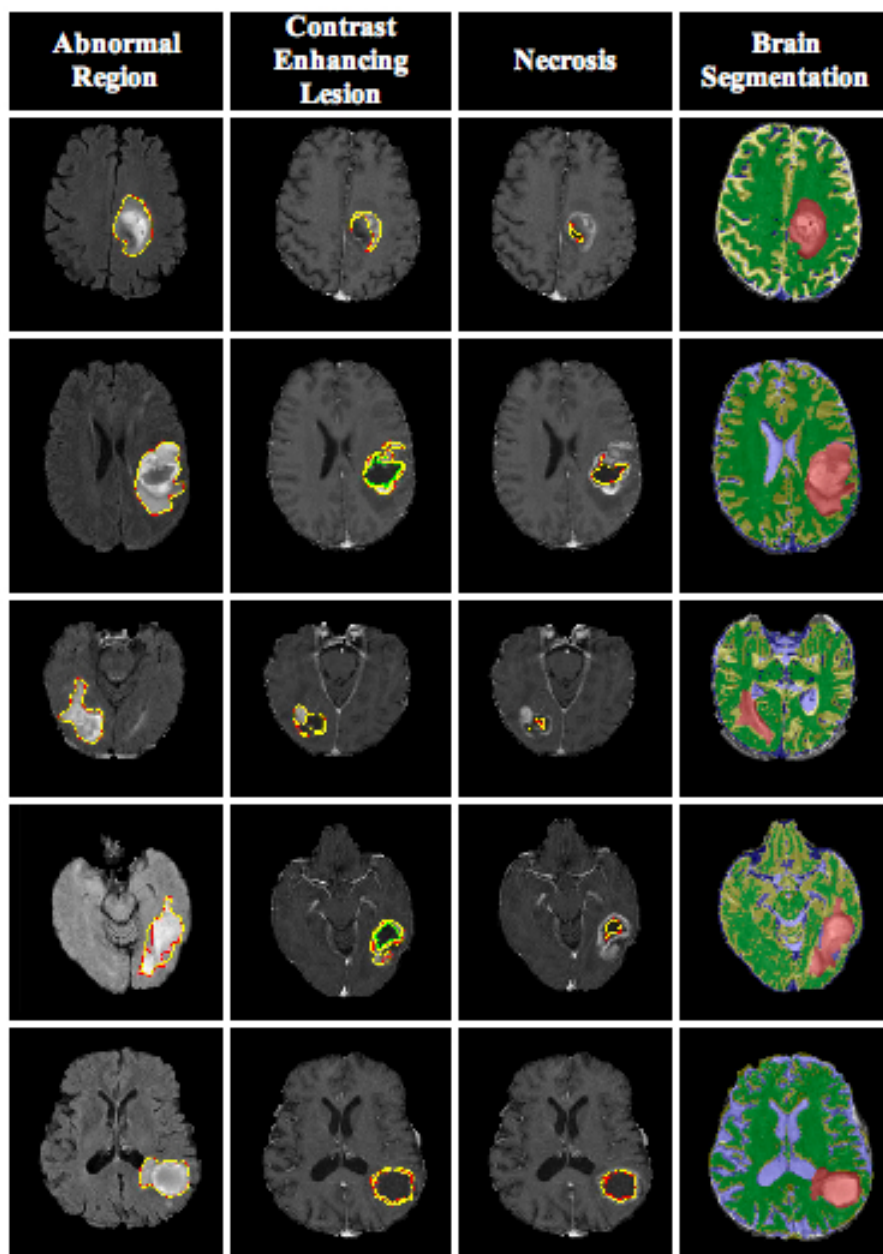 Abnormal
Region
Contrast
Enhancing
Lesion
Necrosis
Brain
Segmentation